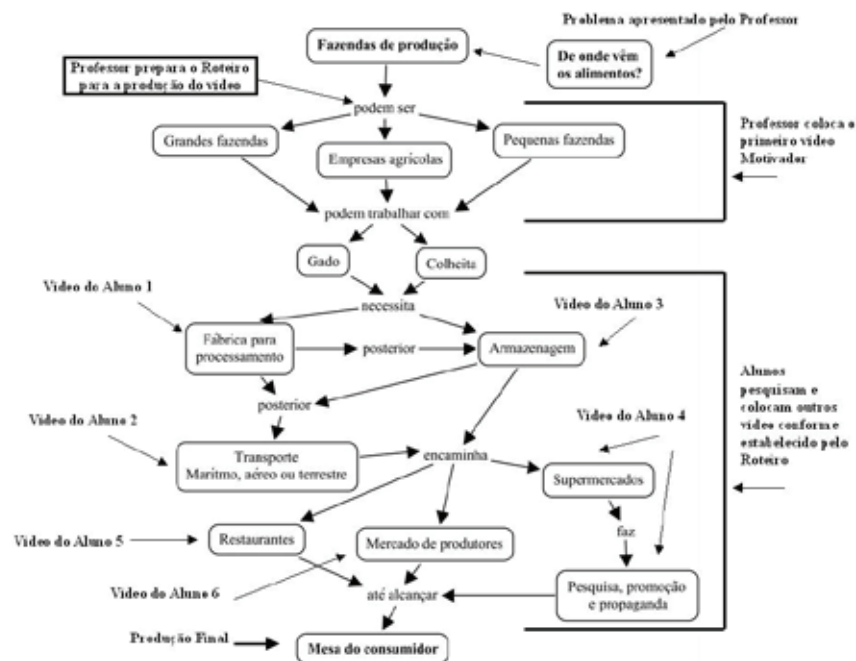 Problema apresentado pelo Professor
Fazendas de produção
De onde vêm
os alimentos?
Professor prepara o Roteiro
para a produção do vídeo
podem ser
Grandes fazendas
Empresas agrícolas
Pequenas fazendas
Professor coloca o
primeiro vídeo
Motivador
podem trabalhar com
Gado
Colheita
Vídeo do Aluno 1
necessita
Vídeo do Aluno 3
Fábrica para
processamento
posterior
Armazenagem
Alunos
pesquisam e
colocam outros
vídeo conforme
estabelecido pelo
Roteiro
posterior
Vídeo do Aluno 2
Vídeo do Aluno 4
Transporte
Marítmo, aéreo ou terrestre
encaminha
Supermercados
Vídeo do Aluno 5
Restaurantes
Mercado de produtores
faz
Vídeo do Aluno 6
até alcançar
Pesquisa, promoção
e propaganda
Produção Final
Mesa do consumidor